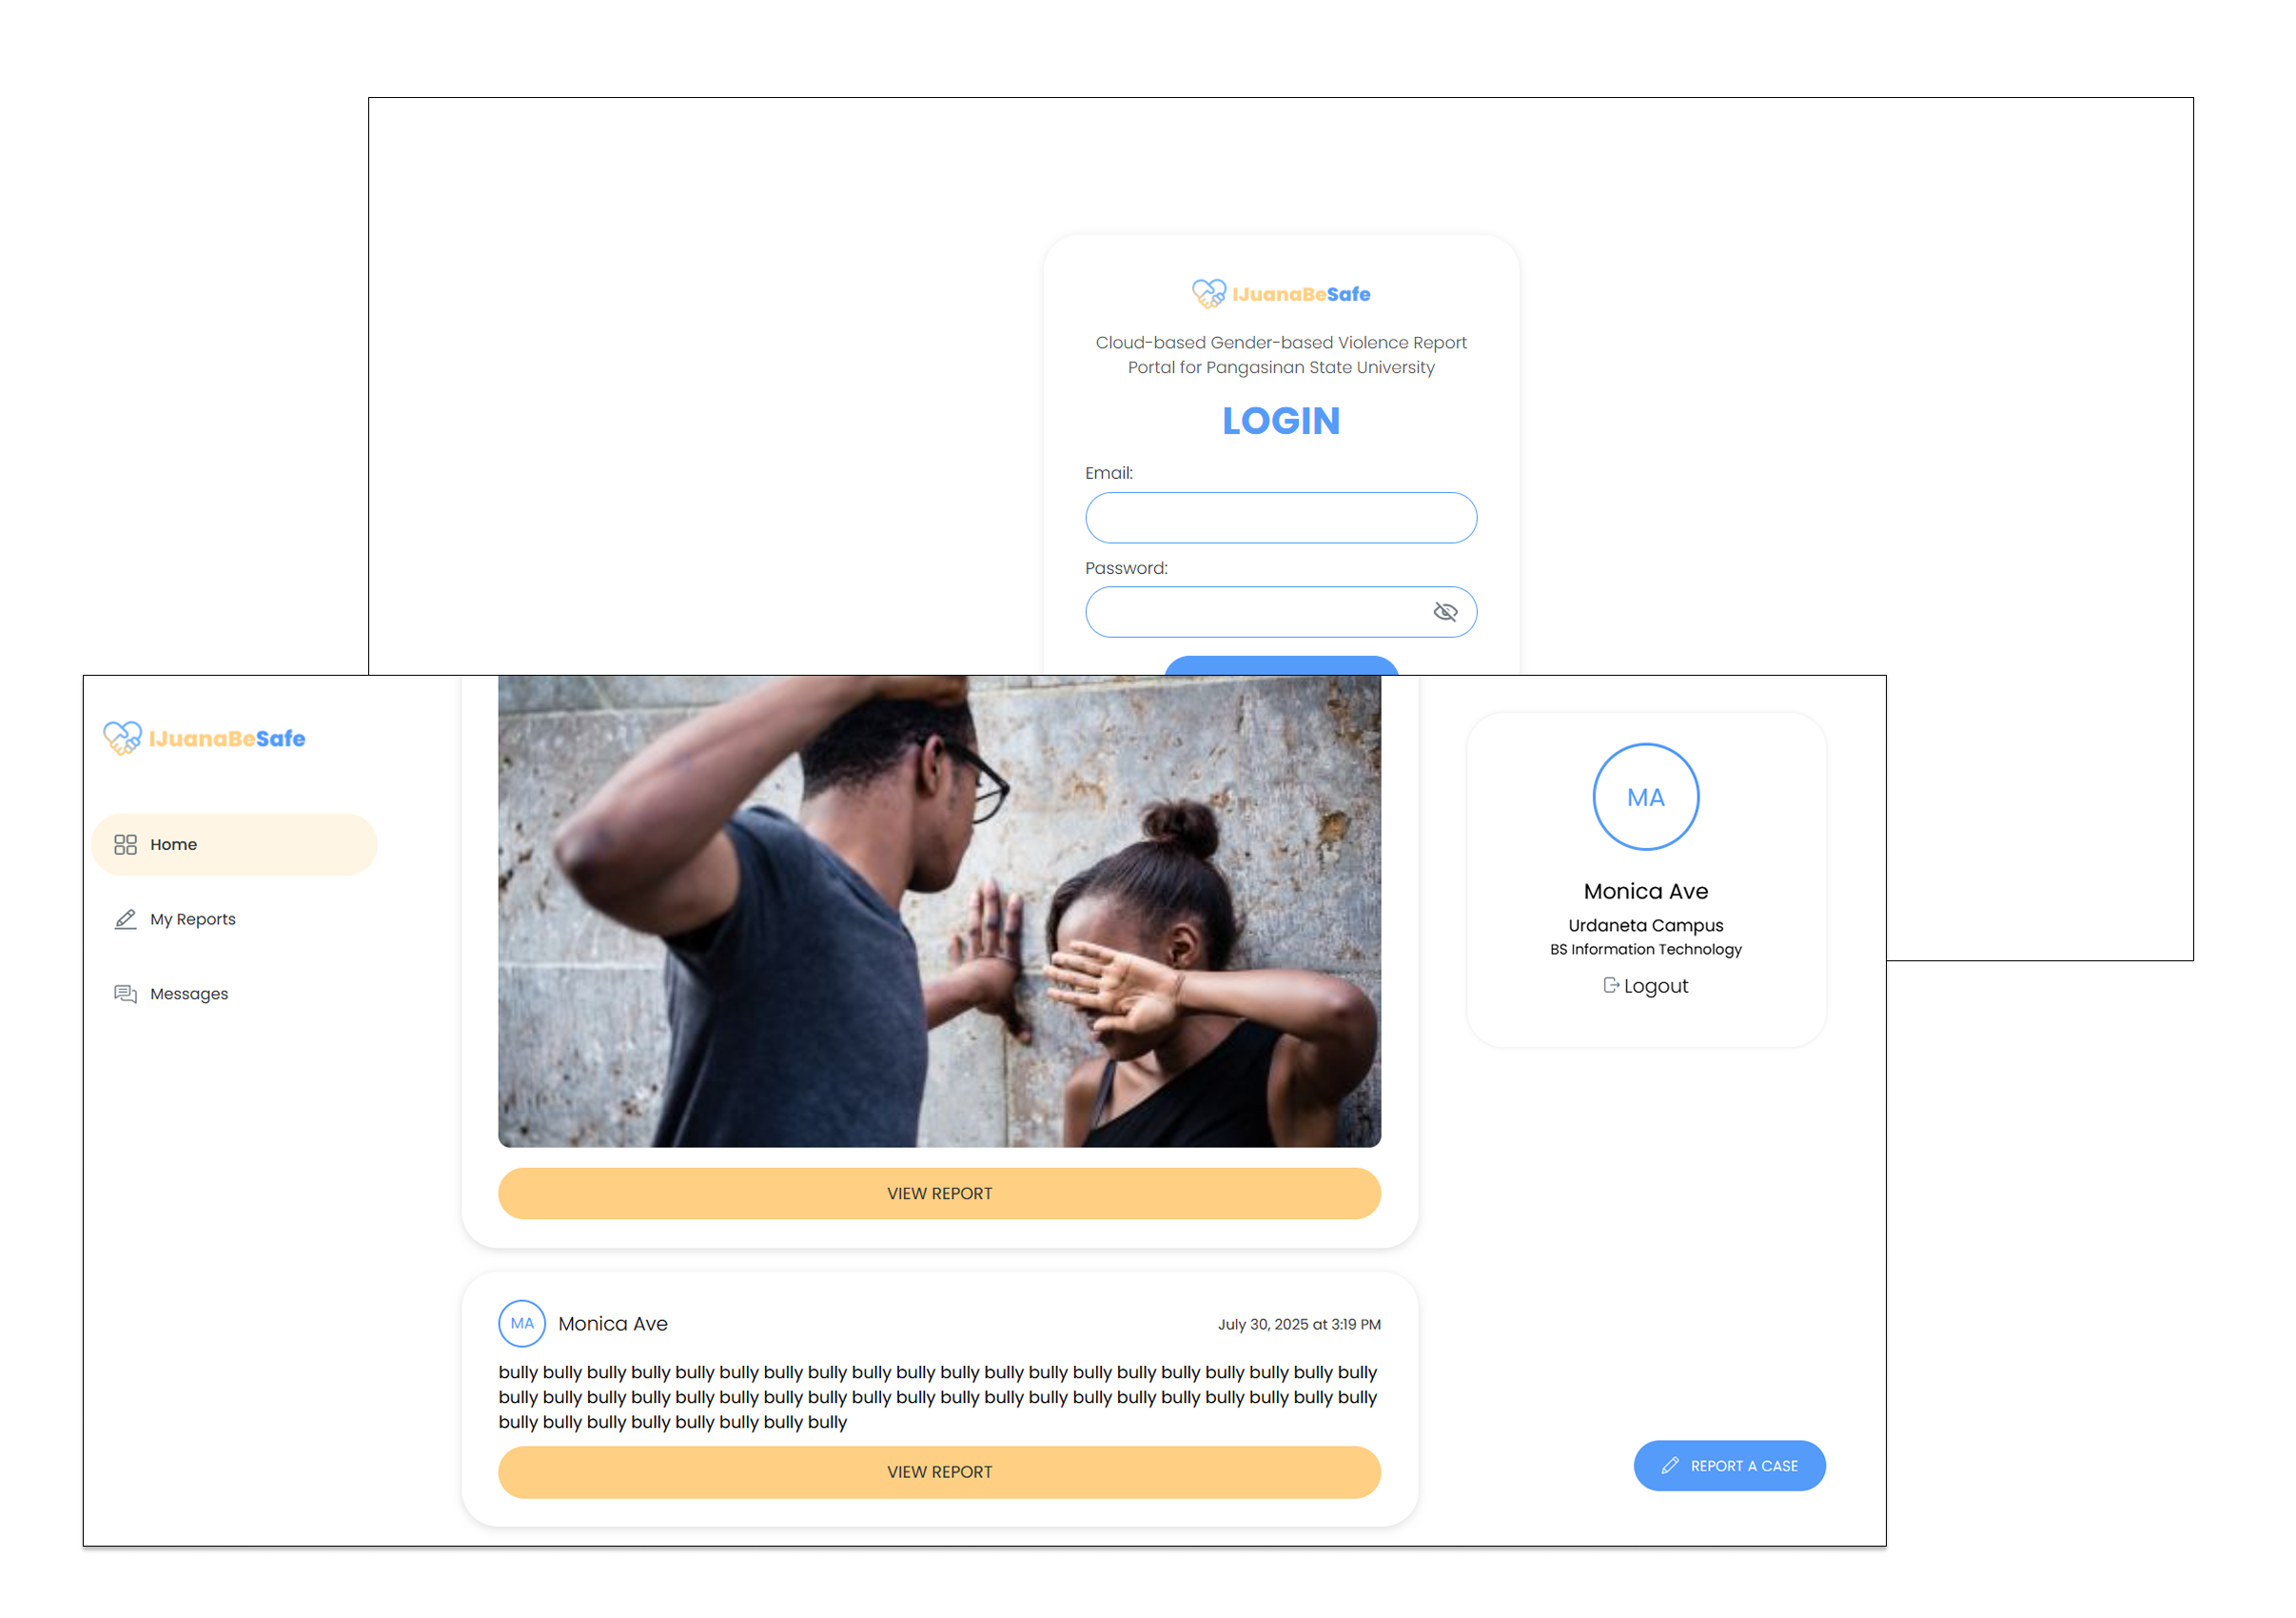 IJuanaBeSafe
Cloud-based Gender-based Violence Report
Portal for Pangasinan State University
LOGIN
Email:
Password:
IJuanaBeSafe
Home
My Reports
Messages
VIEW REPORT
MA
Monica Ave
July 30, 2025 at 3:19 PM
bully bully bully bully bully bully bully bully bully bully bully bully bully bully bully bully bully bully bully bully
bully bully bully bully bully bully bully bully bully bully bully bully bully bully bully bully bully bully bully bully
bully bully bully bully bully bully bully bully
VIEW REPORT
MA
Monica Ave
Urdaneta Campus
BS Information Technology
Logout
REPORT A CASE